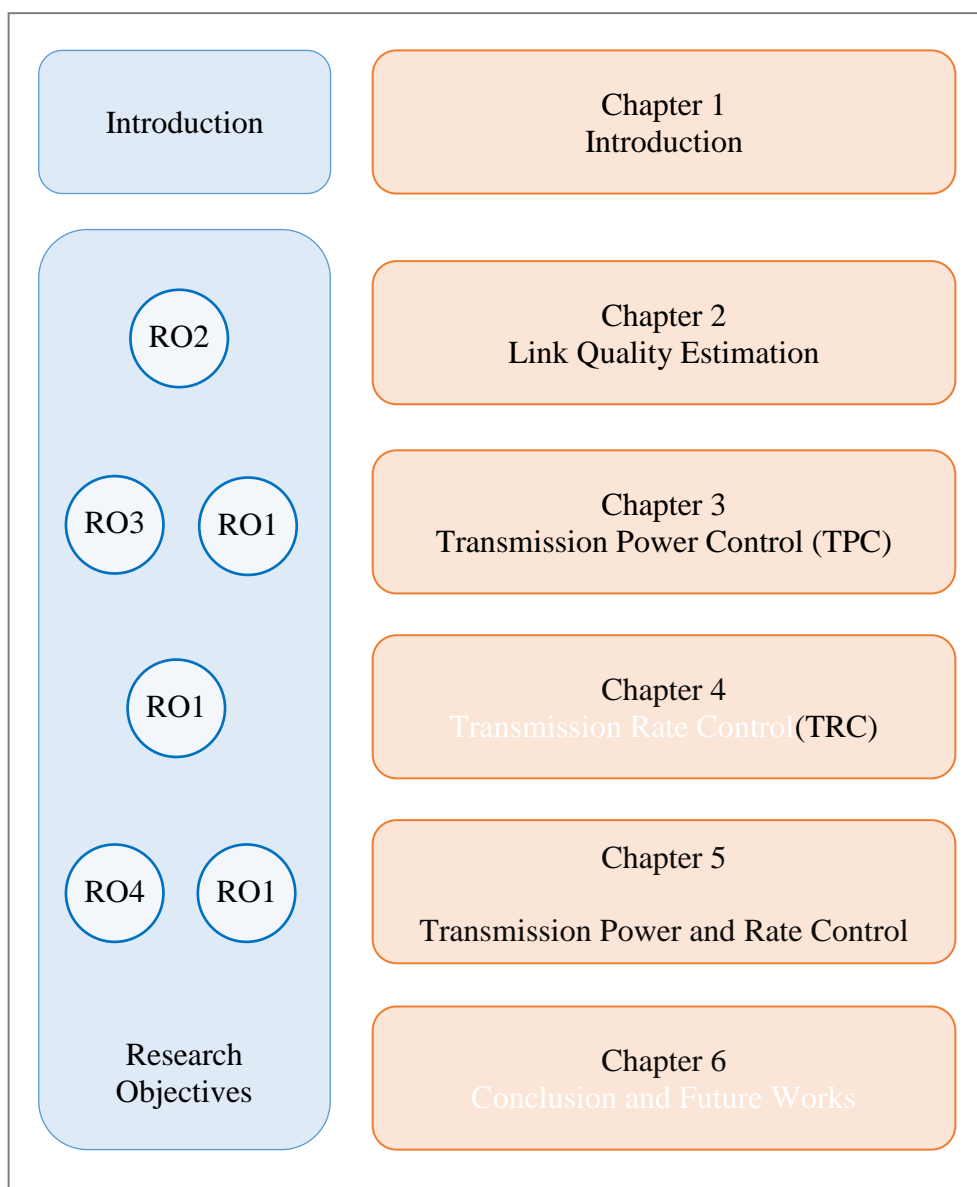 Introduction
Chapter 1
Introduction
RO2
Chapter 2
Link Quality Estimation
RO3
RO1
Chapter 3
Transmission Power Control (TPC)
RO1
Chapter 4
Transmission Rate Control(TRC)
RO4
RO1
Chapter 5
Transmission Power and Rate Control
Research
Objectives
Chapter 6
Conclusion and Future Works